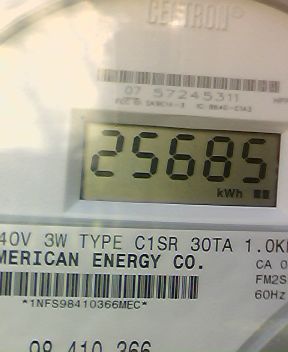 CELLTRON®
07 57245311
25685
kWh
40V 3W TYPE C1SR 30TA 1.0K
MERICAN ENERGY CO.
CA 0
FM2S
60Hz
*1NFS98410366MEC*
98 410 366